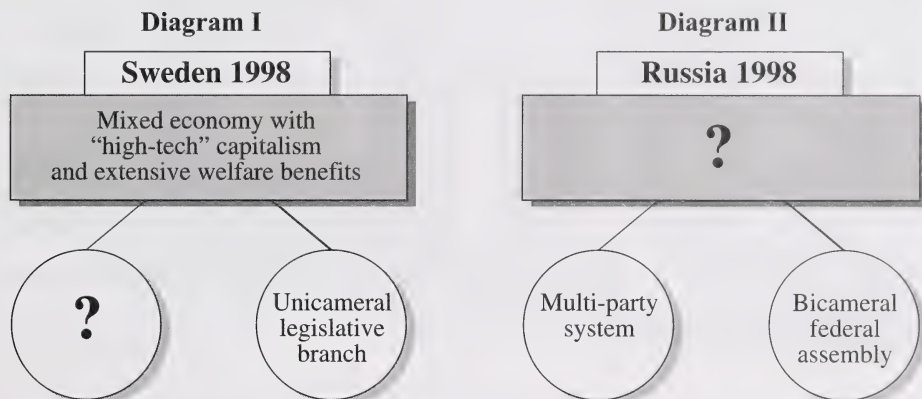 Diagram I
Sweden 1998
Mixed economy with
“high-tech” capitalism
and extensive welfare benefits
?
Unicameral
legislative
branch
Diagram II
Russia 1998
?
Multi-party
system
Bicameral
federal
assembly